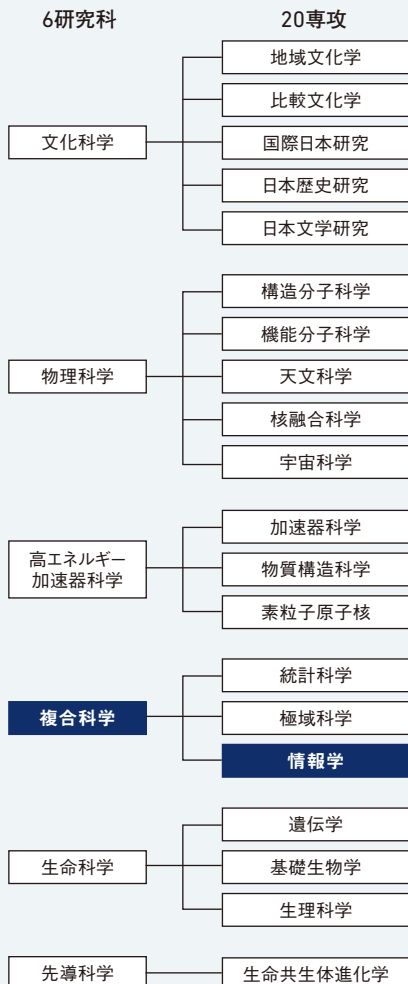 6研究科
20専攻
文化科学
地域文化学
比較文化学
国際日本研究
日本歴史研究
日本文学研究
物理科学
構造分子科学
機能分子科学
天文科学
核融合科学
宇宙科学
高エネルギー
加速器科学
加速器科学
物質構造科学
素粒子原子核
複合科学
統計科学
極域科学
情報学
生命科学
遺伝学
基礎生物学
生理科学
先導科学
生命共生体進化学